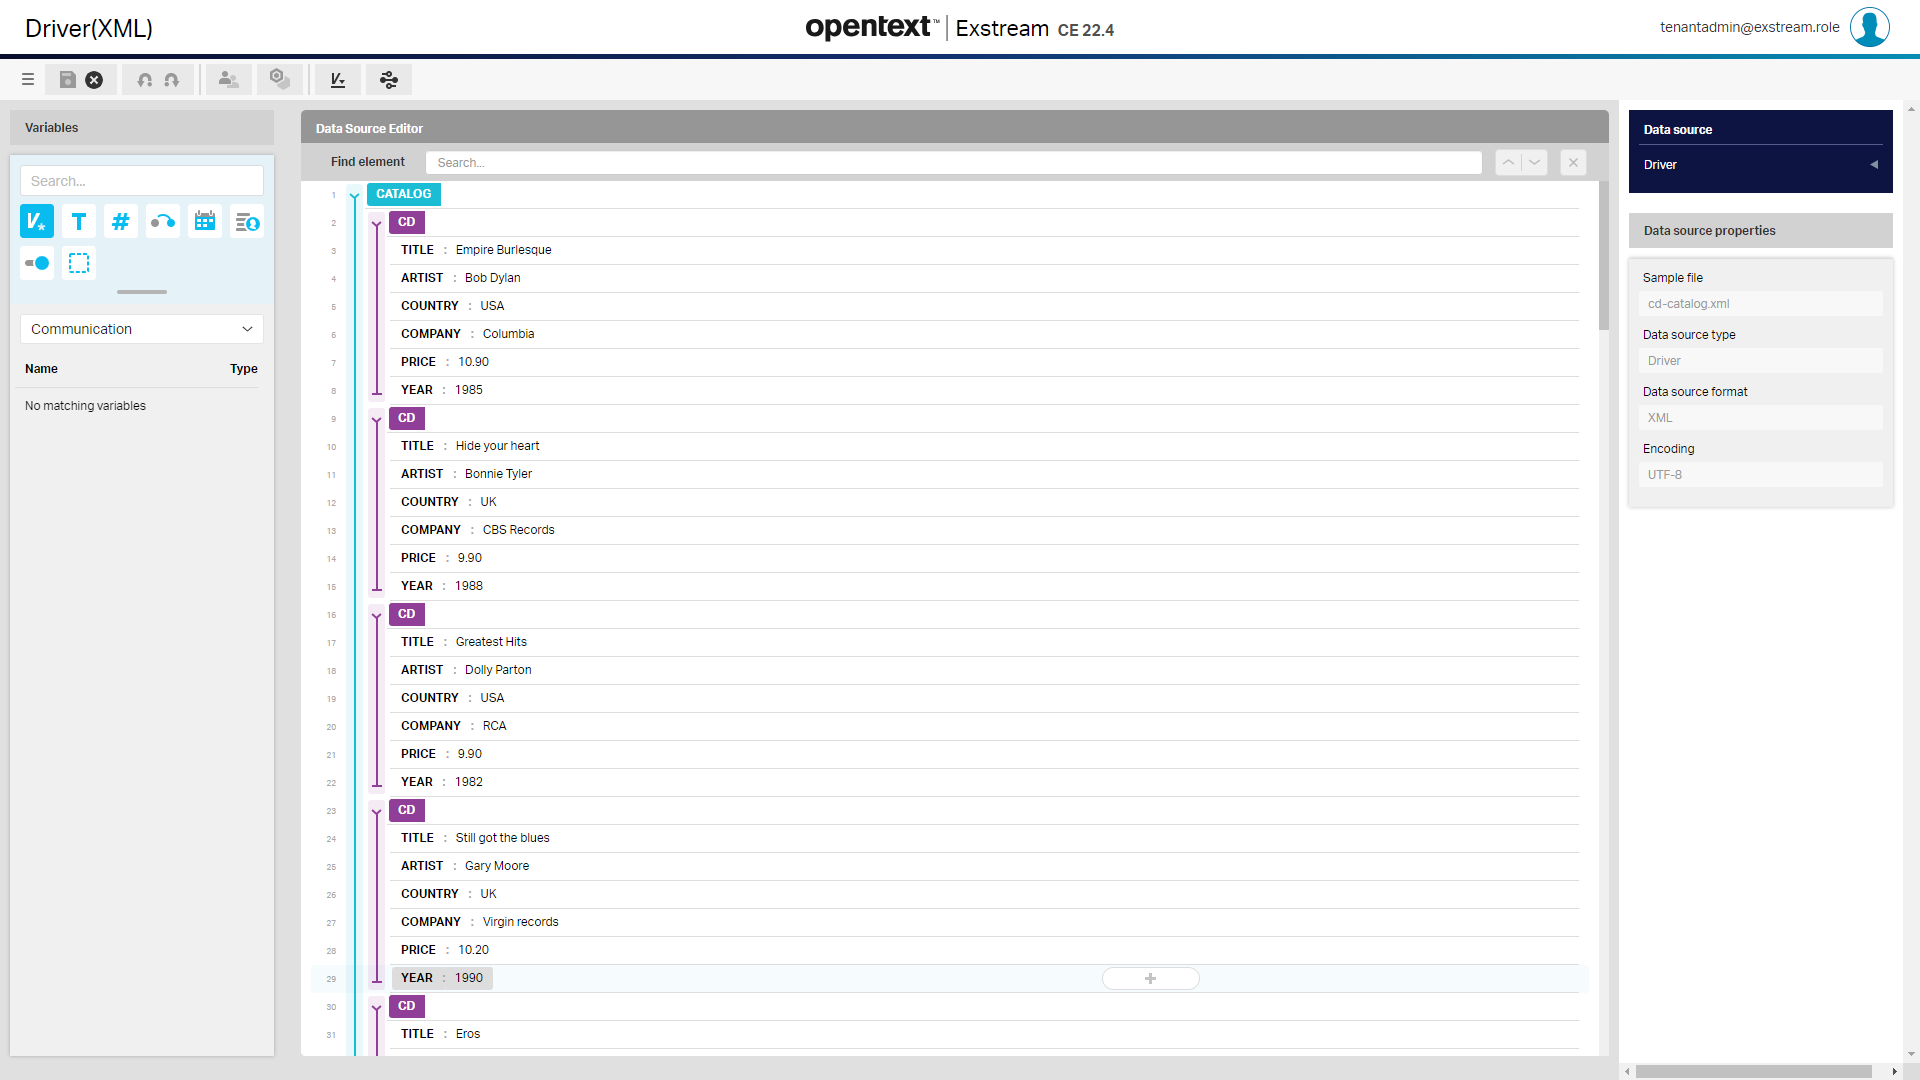 Driver(XML)
opentext™ | Exstream CE 22.4
tenantadmin@exstream.role
Variables
Search...
Communication
Name Type
No matching variables
Data Source Editor
Find element Search...
1 CATALOG
2 CD
3 TITLE : Empire Burlesque
4 ARTIST : Bob Dylan
5 COUNTRY : USA
6 COMPANY : Columbia
7 PRICE : 10.90
8 YEAR : 1985
9 CD
10 TITLE : Hide your heart
11 ARTIST : Bonnie Tyler
12 COUNTRY : UK
13 COMPANY : CBS Records
14 PRICE : 9.90
15 YEAR : 1988
16 CD
17 TITLE : Greatest Hits
18 ARTIST : Dolly Parton
19 COUNTRY : USA
20 COMPANY : RCA
21 PRICE : 9.90
22 YEAR : 1982
23 CD
24 TITLE : Still got the blues
25 ARTIST : Gary Moore
26 COUNTRY : UK
27 COMPANY : Virgin records
28 PRICE : 10.20
29 YEAR : 1990
30 CD
31 TITLE : Eros
Data source
Driver
Data source properties
Sample file
cd-catalog.xml
Data source type
Driver
Data source format
XML
Encoding
UTF-8